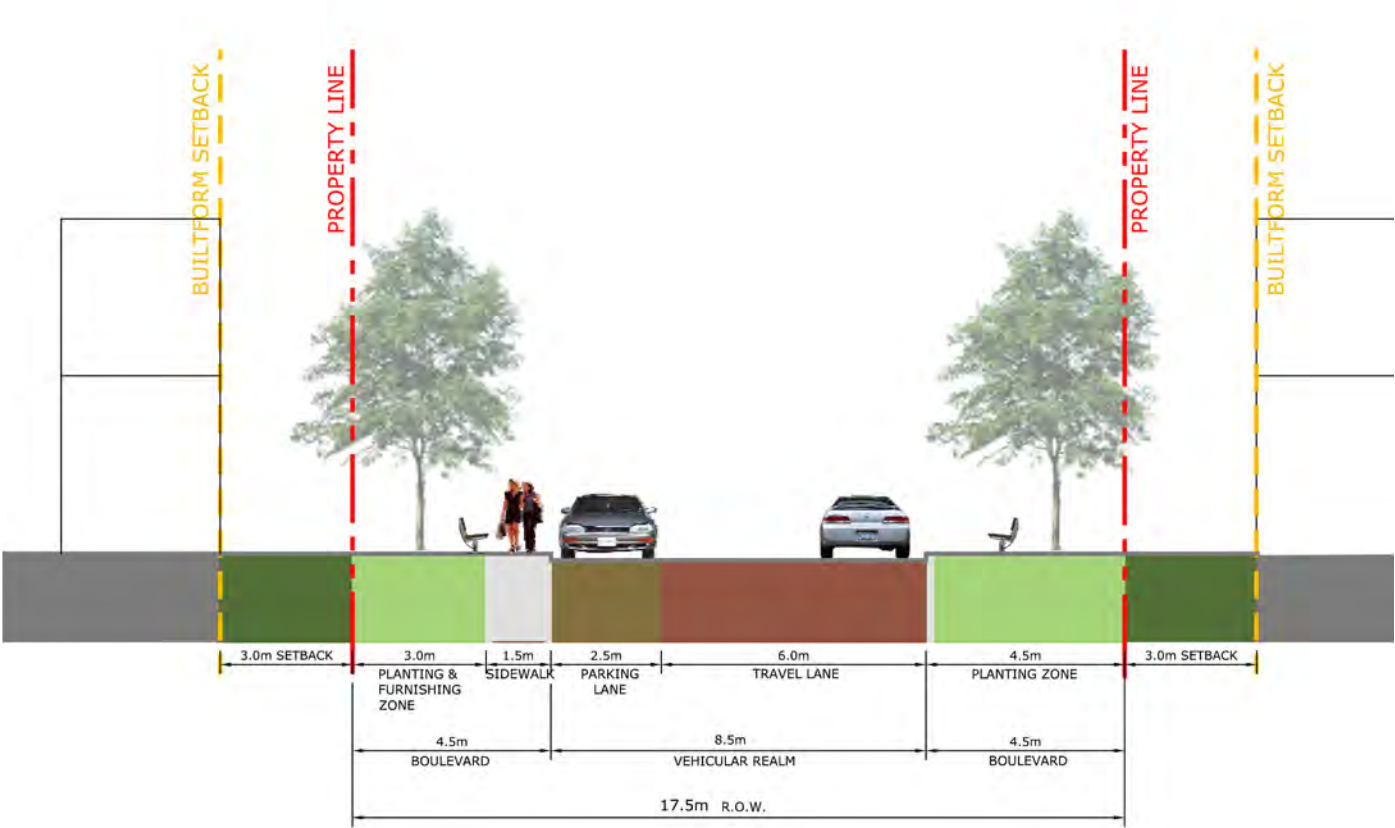 BUILTFORM SETBACK
PROPERTY LINE
PROPERTY LINE
BUILTFORM SETBACK
3.0m SETBACK
3.0m
1.5m
2.5m
6.0m
4.5m
3.0m SETBACK
PLANTING &
FURNISHING
ZONE
SIDEWALK
PARKING
LANE
TRAVEL LANE
PLANTING ZONE
4.5m
BOULEVARD
8.5m
VEHICULAR REALM
4.5m
BOULEVARD
17.5m R.O.W.